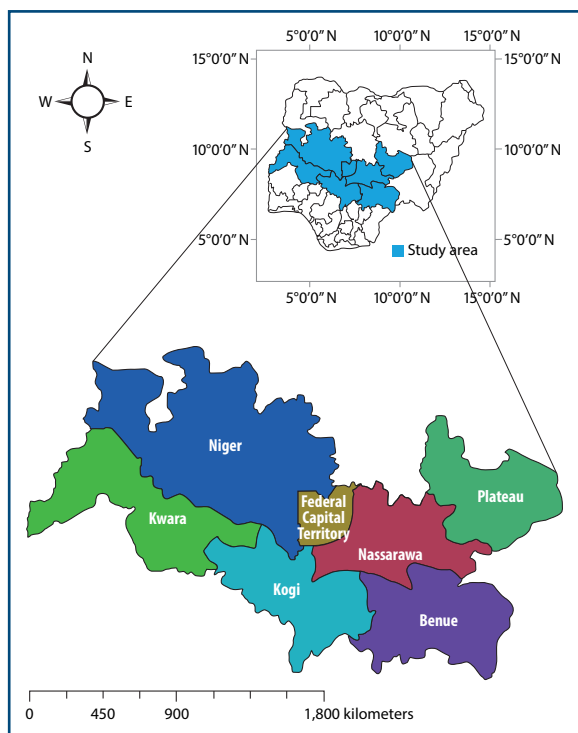 5°0′0″ N 10°0′0″ N 15°0′0″ N
15°0′0″ N 15°0′0″ N
N
W E
S
10°0′0″ N 10°0′0″ N
5°0′0″ N 5°0′0″ N
Study area
5°0′0″ N 10°0′0″ N 15°0′0″ N
Niger
Plateau
Federal
Capital
Territory
Kwara
Nassarawa
Kogi
Benue
0 450 900 1,800 kilometers